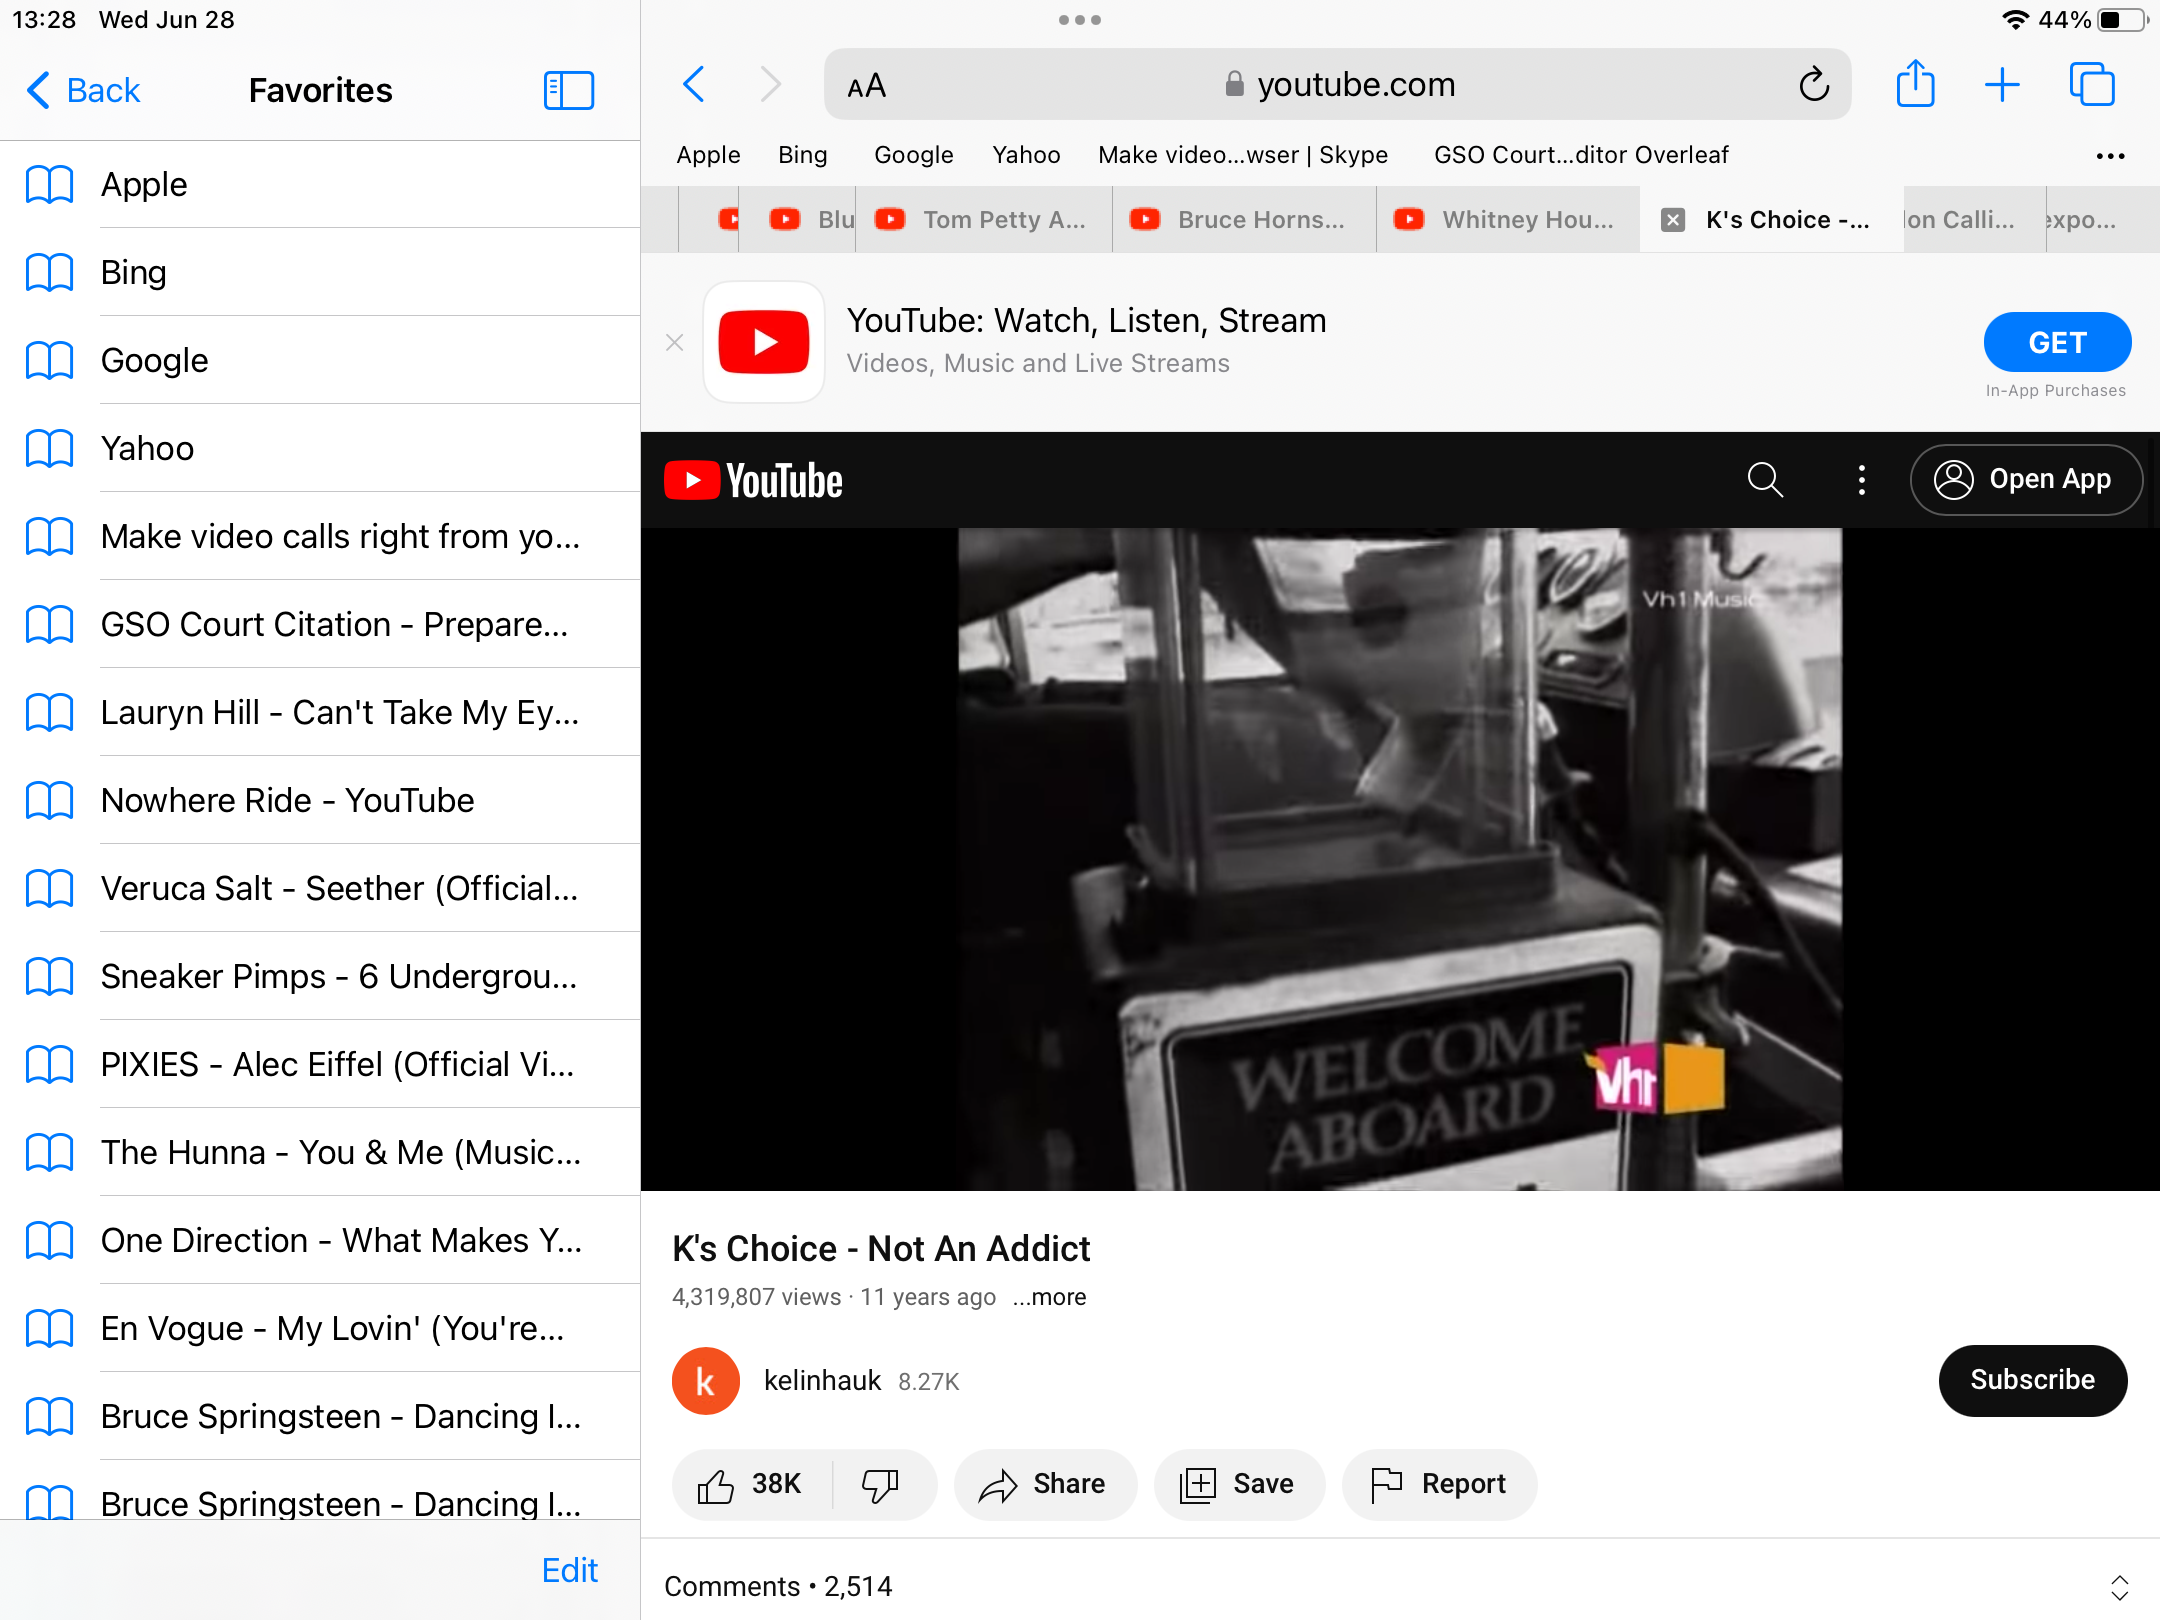 13:28 Wed Jun 28
44%
Back
Favorites
Apple
Bing
Google
Yahoo
Make video calls right from yo...
GSO Court Citation - Prepare...
Lauryn Hill - Can't Take My Ey...
Nowhere Ride - YouTube
Veruca Salt - Seether (Official...
Sneaker Pimps - 6 Undergrou...
PIXIES - Alec Eiffel (Official Vi...
The Hunna - You & Me (Music...
One Direction - What Makes Y...
En Vogue - My Lovin' (You're...
Bruce Springsteen - Dancing I...
Bruce Springsteen - Dancing I...
Edit
AA
youtube.com
Apple Bing Google Yahoo Make video...wser | Skype GSO Court...ditor Overleaf
Blu Tom Petty A... Bruce Horns... Whitney Hou... K's Choice -... on Calli... expo...
YouTube: Watch, Listen, Stream
Videos, Music and Live Streams
GET
In-App Purchases
YouTube
Open App
Vh1 Music
WELCOME
ABOARD
vh1
K's Choice - Not An Addict
4,319,807 views · 11 years ago ...more
k
kelinhauk 8.27K
Subscribe
38K
Share
Save
Report
Comments • 2,514